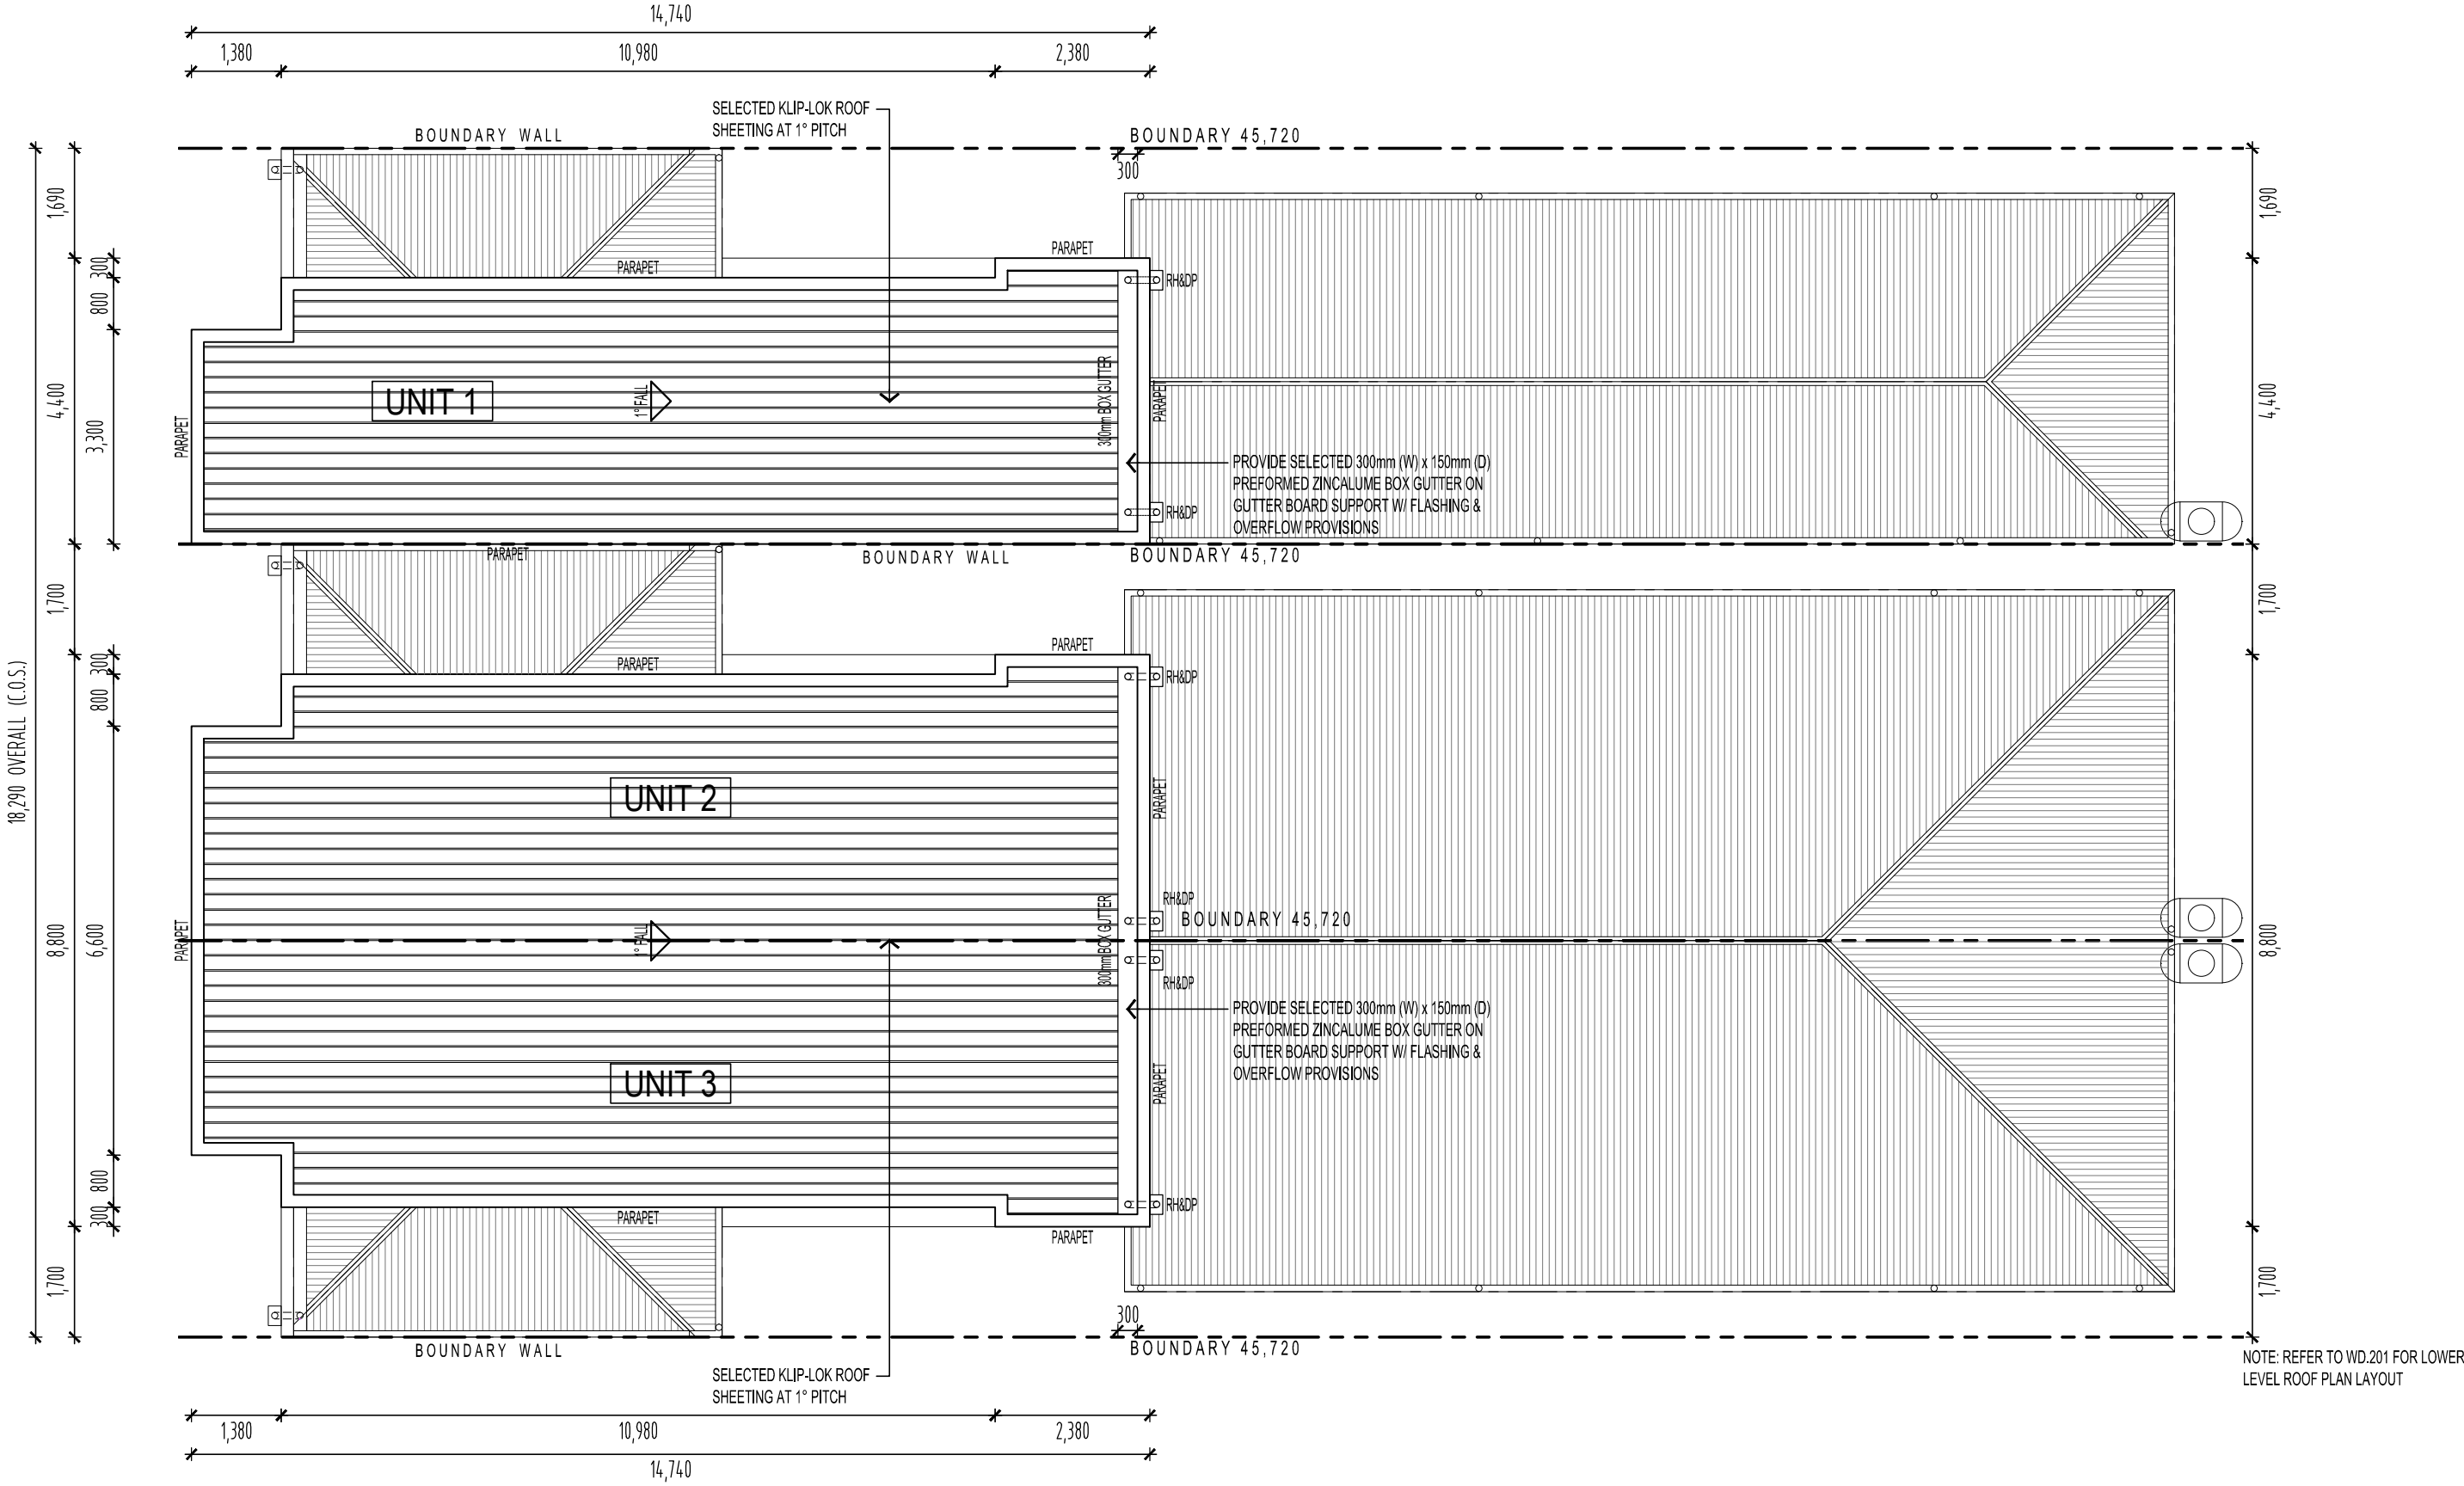 14,740
1,380
10,980
2,380
SELECTED KLIP-LOK ROOF
SHEETING AT 1° PITCH
BOUNDARY WALL
BOUNDARY 45,720
300
1,690
1,690
PARAPET
300
PARAPET
RH&DP
800
300mm BOX GUTTER
UNIT 1
1° FALL
PARAPET
4,400
4,400
3,300
PARAPET
PROVIDE SELECTED 300mm (W) x 150mm (D)
PREFORMED ZINCALUME BOX GUTTER ON
GUTTER BOARD SUPPORT W/ FLASHING &
OVERFLOW PROVISIONS
RH&DP
PARAPET
BOUNDARY WALL
BOUNDARY 45,720
1,700
1,700
PARAPET
300
PARAPET
RH&DP
800
18,290 OVERALL (C.O.S.)
UNIT 2
PARAPET
RH&DP
BOUNDARY 45,720
8,800
6,600
PARAPET
1° FALL
300mm BOX GUTTER
8,800
RH&DP
PROVIDE SELECTED 300mm (W) x 150mm (D)
PREFORMED ZINCALUME BOX GUTTER ON
GUTTER BOARD SUPPORT W/ FLASHING &
OVERFLOW PROVISIONS
UNIT 3
PARAPET
800
RH&DP
300
PARAPET
PARAPET
1,700
1,700
300
BOUNDARY WALL
BOUNDARY 45,720
NOTE: REFER TO WD.201 FOR LOWER
LEVEL ROOF PLAN LAYOUT
SELECTED KLIP-LOK ROOF
SHEETING AT 1° PITCH
1,380
10,980
2,380
14,740